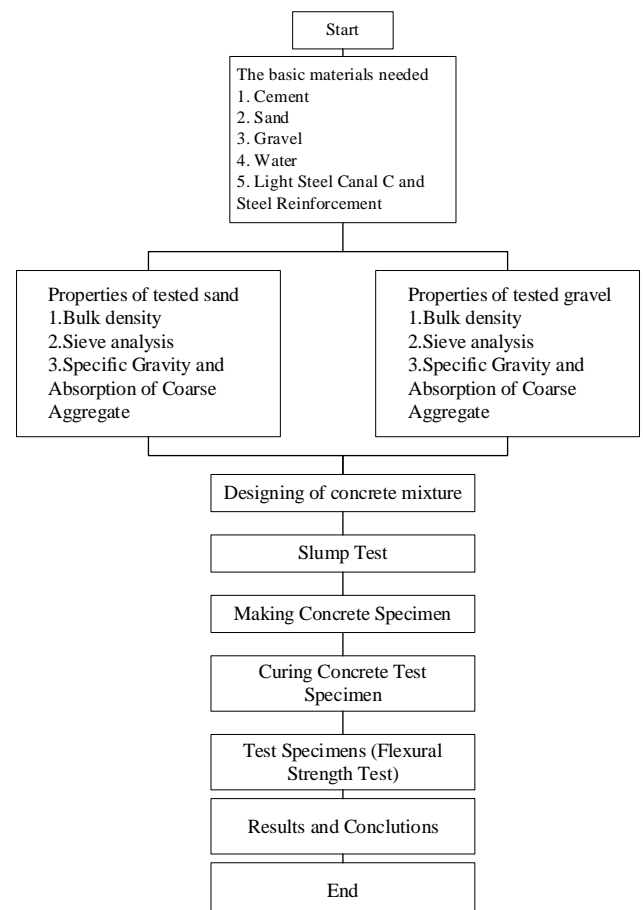 Start
The basic materials needed
1. Cement
2. Sand
3. Gravel
4. Water
5. Light Steel Canal C and
Steel Reinforcement
Properties of tested sand
1.Bulk density
2.Sieve analysis
3.Specific Gravity and
Absorption of Coarse
Aggregate
Properties of tested gravel
1.Bulk density
2.Sieve analysis
3.Specific Gravity and
Absorption of Coarse
Aggregate
Designing of concrete mixture
Slump Test
Making Concrete Specimen
Curing Concrete Test
Specimen
Test Specimens (Flexural
Strength Test)
Results and Conclutions
End